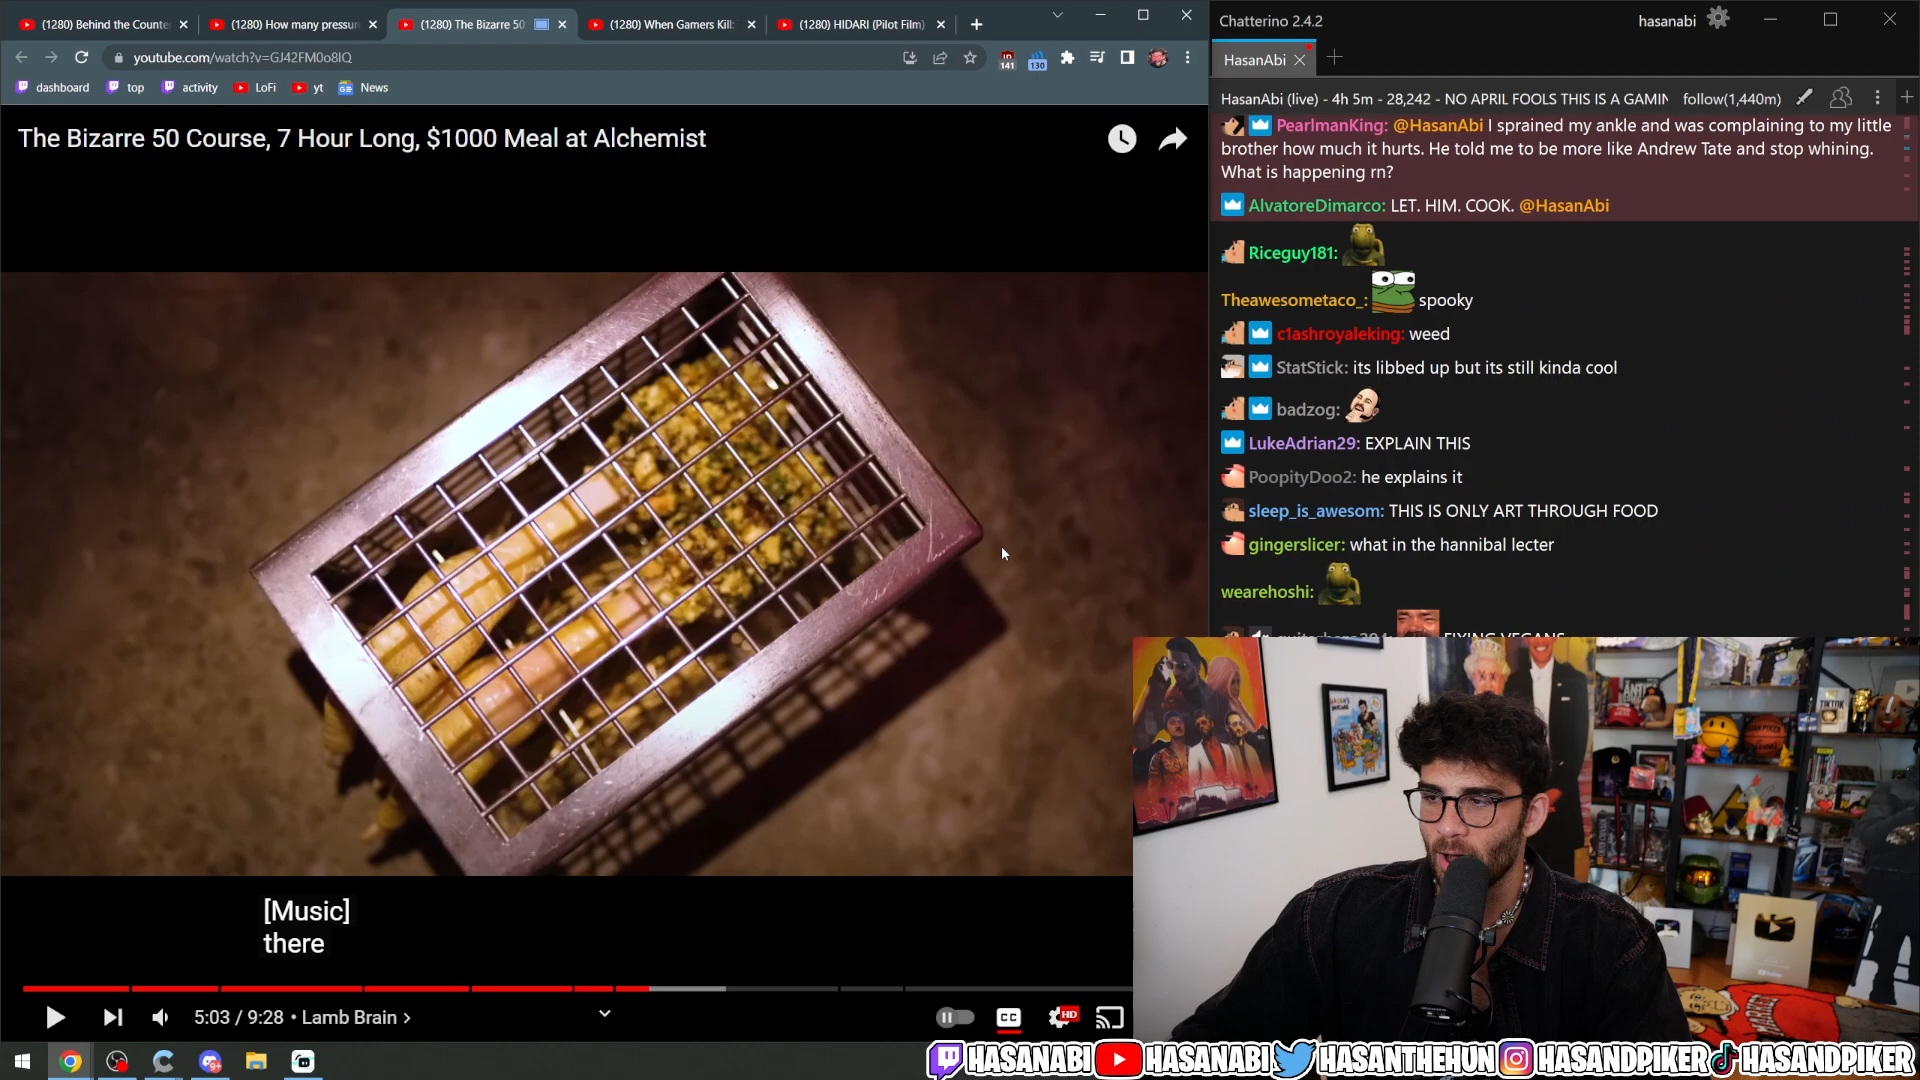 (1280) Behind the Counte
(1280) How many pressur
(1280) The Bizarre 50
(1280) When Gamers Kill:
(1280) HIDARI (Pilot Film)
youtube.com/watch?v=GJ42FM0o8IQ
141
130
dashboard
top
activity
LoFi
yt
News
The Bizarre 50 Course, 7 Hour Long, $1000 Meal at Alchemist
[Music]
there
5:03 / 9:28 • Lamb Brain >
CC
HD
Chatterino 2.4.2
hasanabi
HasanAbi
HasanAbi (live) - 4h 5m - 28,242 - NO APRIL FOOLS THIS IS A GAMIN
follow(1,440m)
PearlmanKing: @HasanAbi I sprained my ankle and was complaining to my little
brother how much it hurts. He told me to be more like Andrew Tate and stop whining.
What is happening rn?
AlvatoreDimarco: LET. HIM. COOK. @HasanAbi
Riceguy181:
Theawesometaco_: spooky
c1ashroyaleking: weed
StatStick: its libbed up but its still kinda cool
badzog:
LukeAdrian29: EXPLAIN THIS
PoopityDoo2: he explains it
sleep_is_awesom: THIS IS ONLY ART THROUGH FOOD
gingerslicer: what in the hannibal lecter
wearehoshi:
TIKTOK
HASANABI
HASANABI
HASANTHEHUN
HASANDPIKER
HASANDPIKER